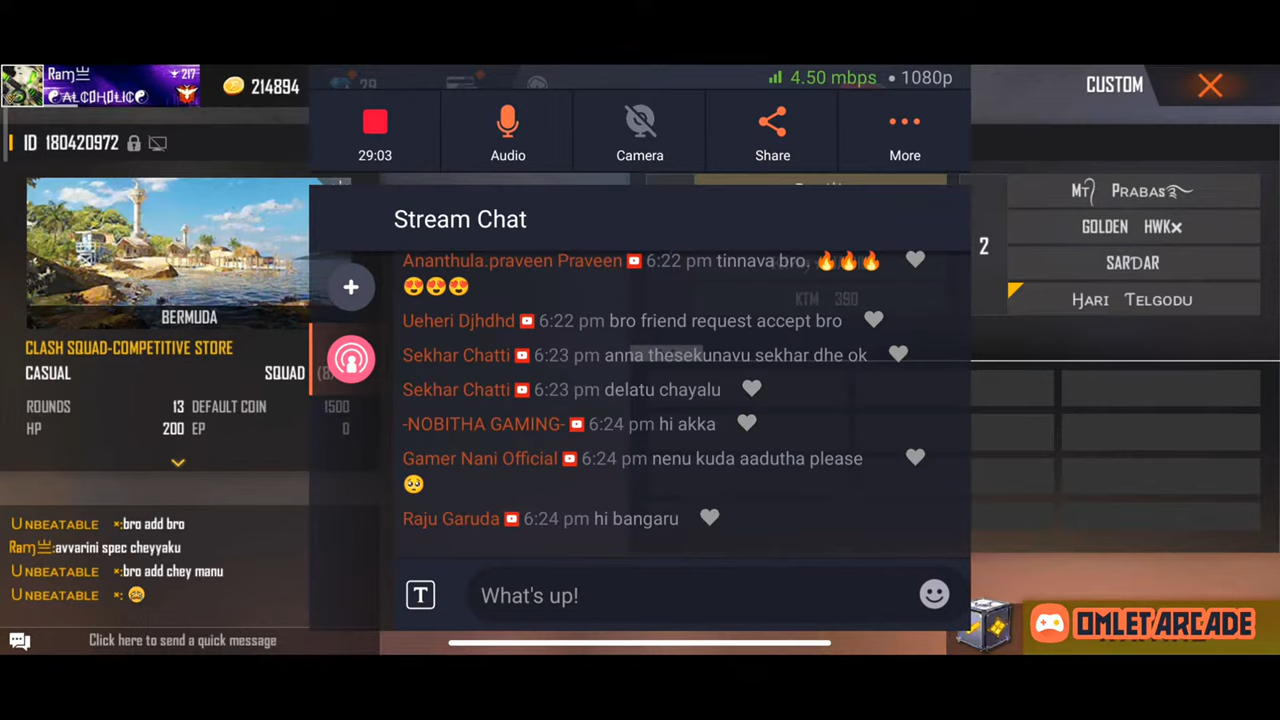 Raɱ亗
217
☯ALCOHOLIC☯
214894
29
4.50 mbps • 1080p
CUSTOM
29:03
Audio
Camera
Share
More
ID 180420972
BERMUDA
CLASH SQUAD-COMPETITIVE STORE
CASUAL SQUAD
ROUNDS 13 DEFAULT COIN 1500
HP 200 EP 0
Stream Chat
Ananthula.praveen Praveen 6:22 pm tinnava bro. 🔥🔥🔥
😍😍😍
Ueheri Djhdhd 6:22 pm bro friend request accept bro
Sekhar Chatti 6:23 pm anna thesekunavu sekhar dhe ok
Sekhar Chatti 6:23 pm delatu chayalu
-NOBITHA GAMING- 6:24 pm hi akka
Gamer Nani Official 6:24 pm nenu kuda aadutha please
🥺
Raju Garuda 6:24 pm hi bangaru
T What's up!
KTM 390
2
PRABAS
GOLDEN HWK×
SARDAR
HARI TELGODU
UNBEATABLE ×:bro add bro
Raɱ亗:avvarini spec cheyyaku
UNBEATABLE ×:bro add chey manu
UNBEATABLE ×:
Click here to send a quick message
OMLET ARCADE